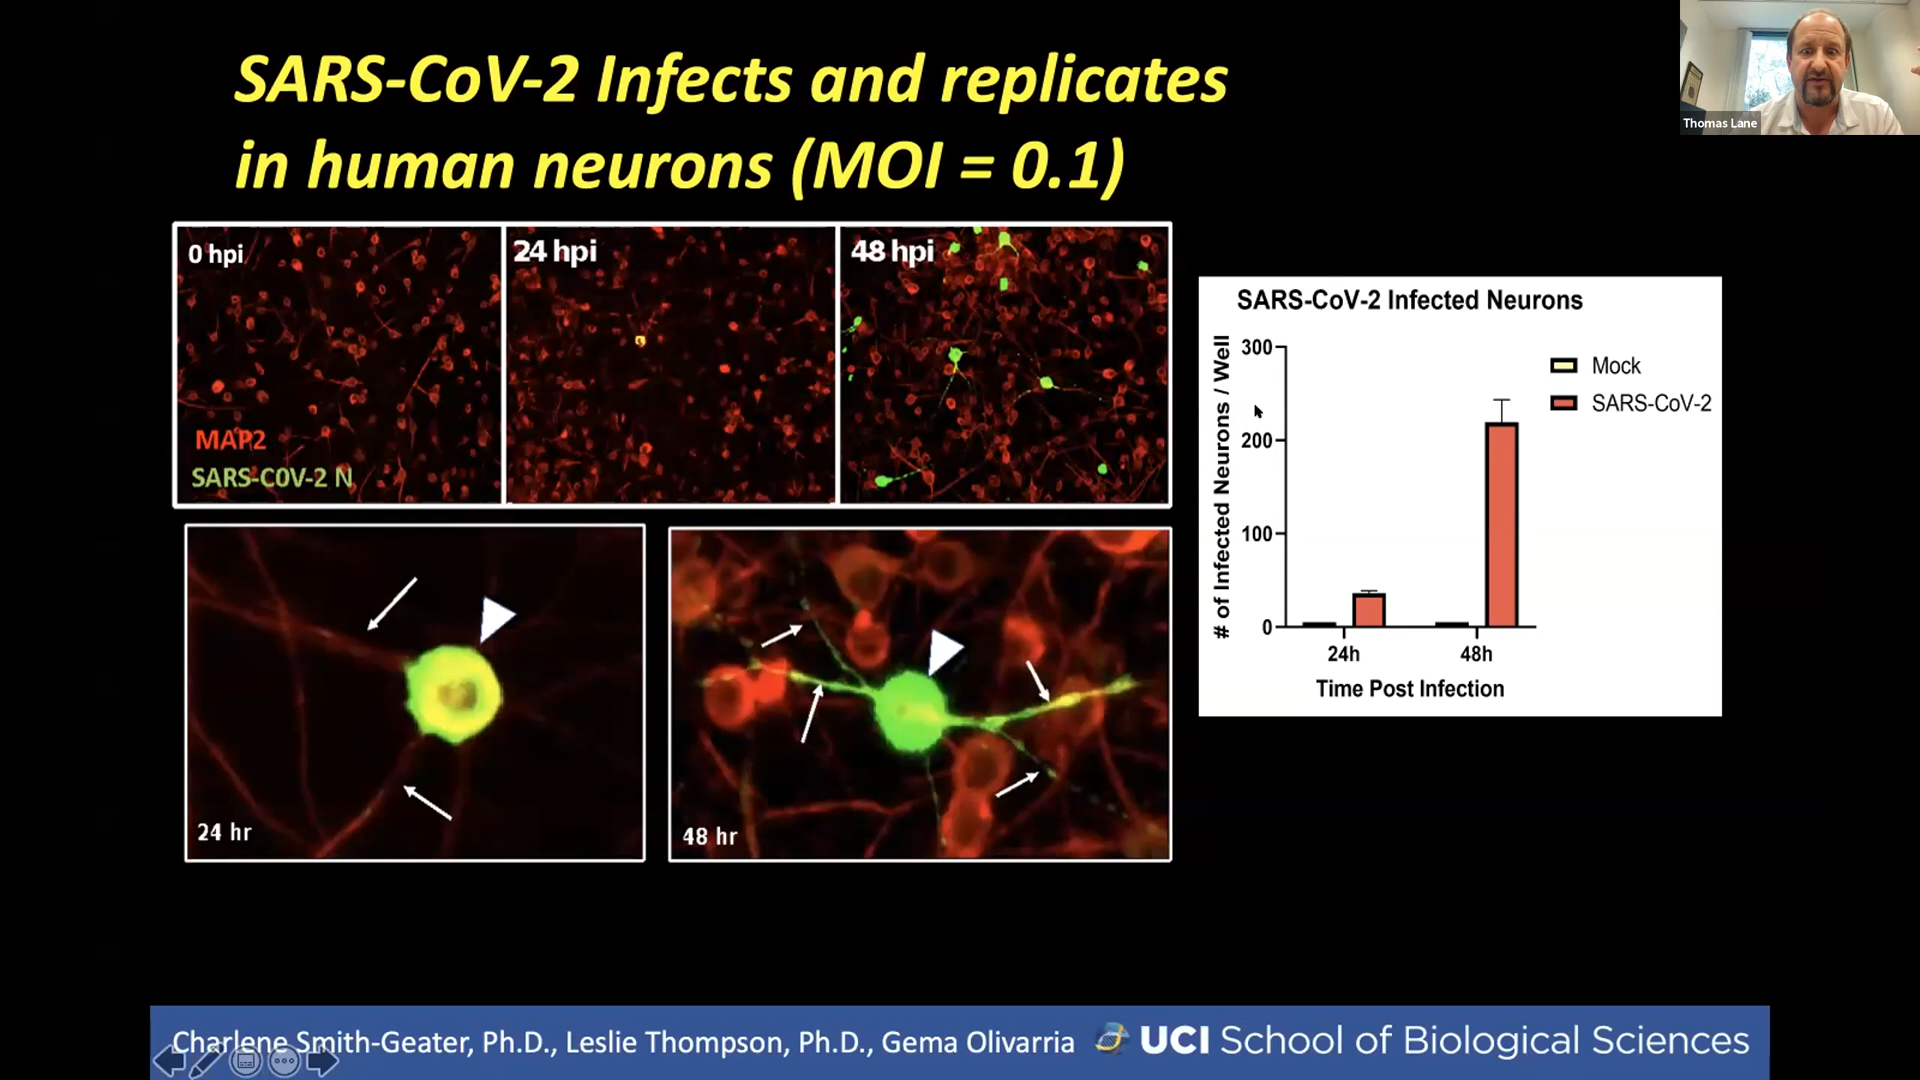 SARS-CoV-2 Infects and replicates
in human neurons (MOI = 0.1)
Thomas Lane
0 hpi
24 hpi
48 hpi
MAP2
SARS-C0V-2 N
24 hr
48 hr
SARS-CoV-2 Infected Neurons
# of Infected Neurons / Well
300
200
100
0
Mock
SARS-CoV-2
24h
48h
Time Post Infection
Charlene Smith-Geater, Ph.D., Leslie Thompson, Ph.D., Gema Olivarria
UCI School of Biological Sciences